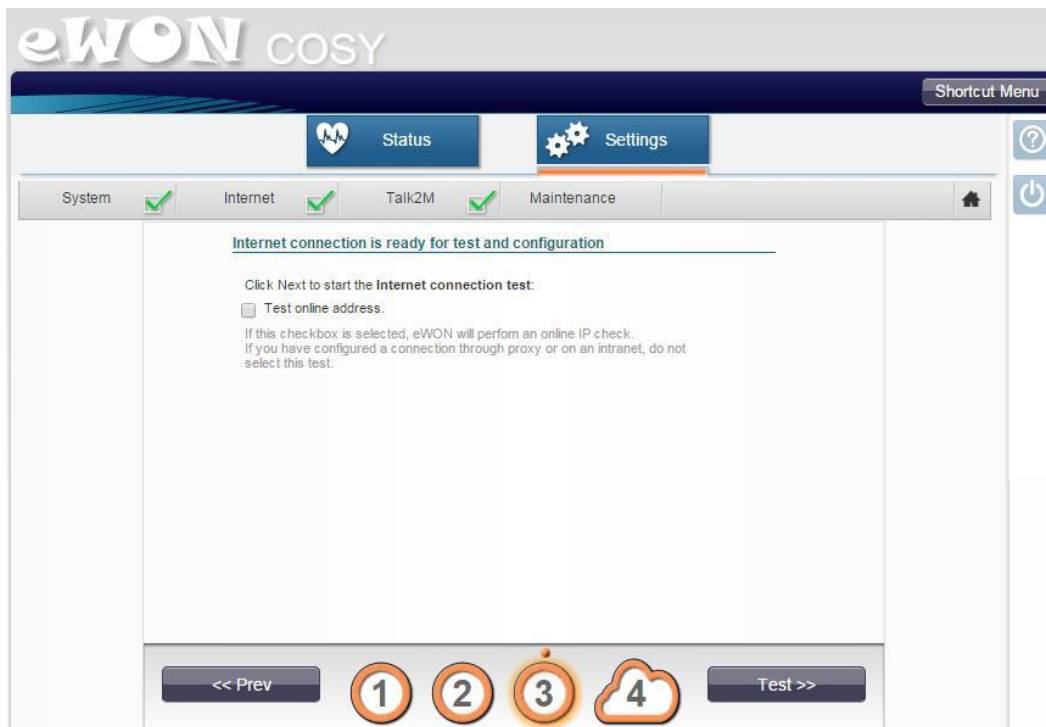 eWON COSY
Shortcut Menu
Status
Settings
System
Internet
Talk2M
Maintenance
Internet connection is ready for test and configuration
Click Next to start the Internet connection test:
Test online address.
If this checkbox is selected, eWON will perfom an online IP check.
If you have configured a connection through proxy or on an intranet, do not
select this test.
<< Prev
1
2
3
4
Test >>